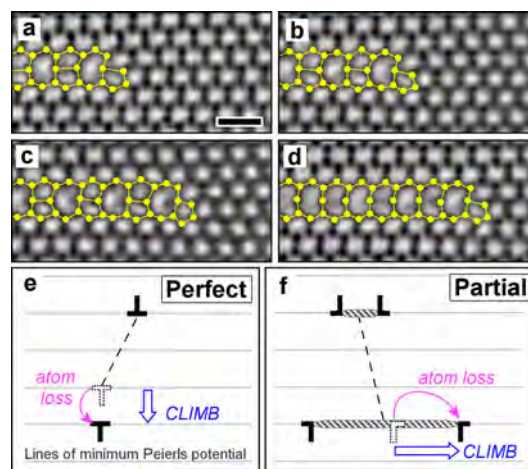 a
b
c
d
e
Perfect
atom
loss
CLIMB
Lines of minimum Peierls potential
f
Partial
atom loss
CLIMB